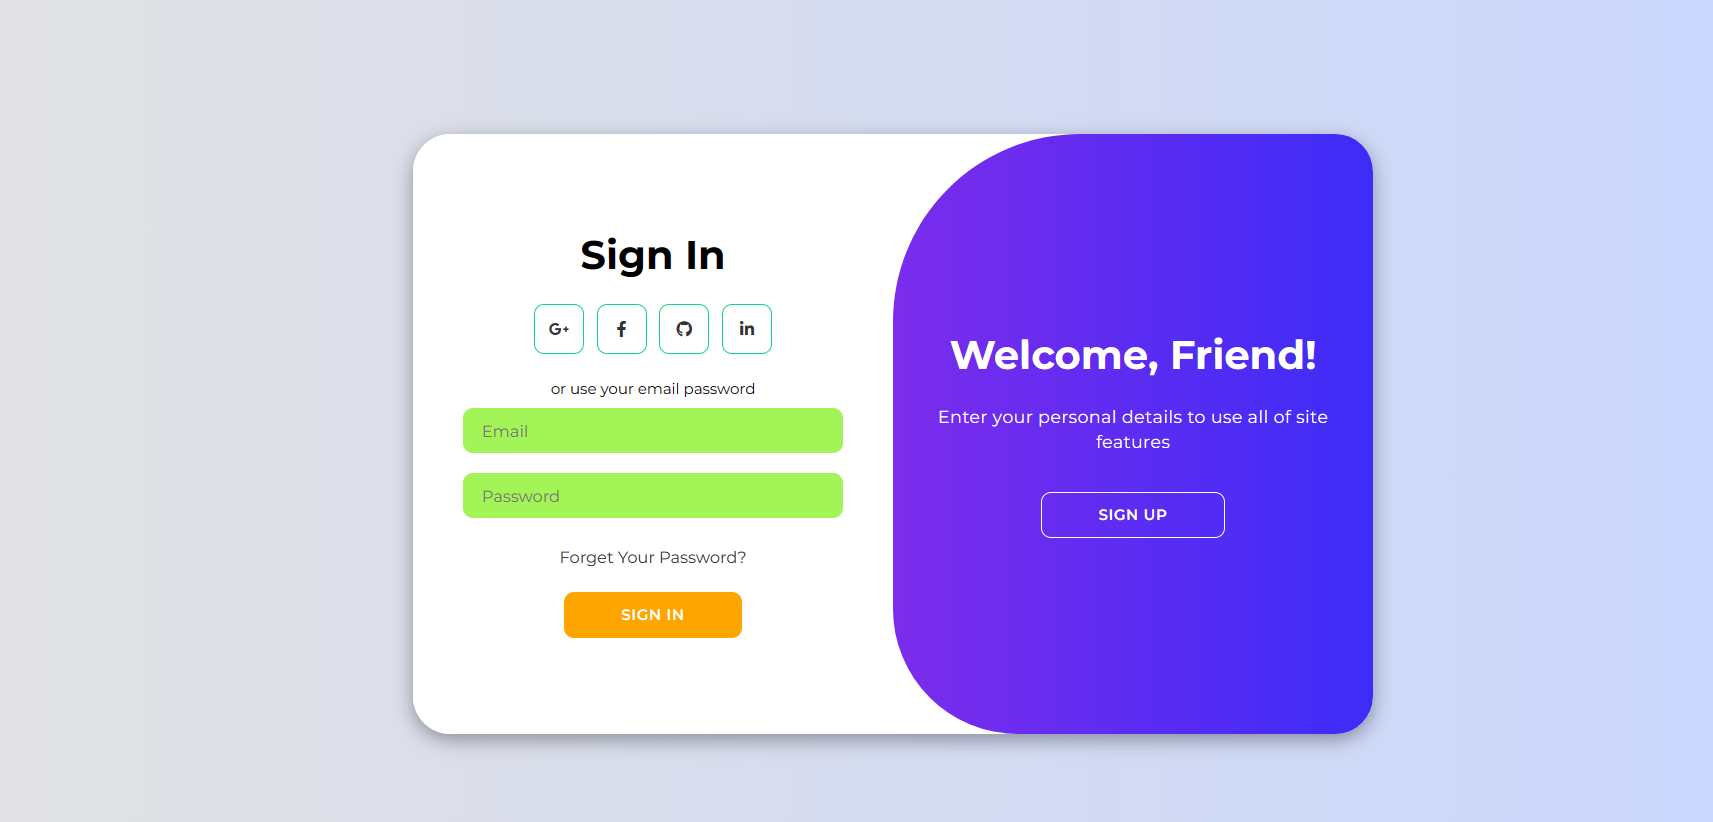 Sign In
G+
f
in
or use your email password
Email
Password
Forget Your Password?
SIGN IN
Welcome, Friend!
Enter your personal details to use all of site
features
SIGN UP